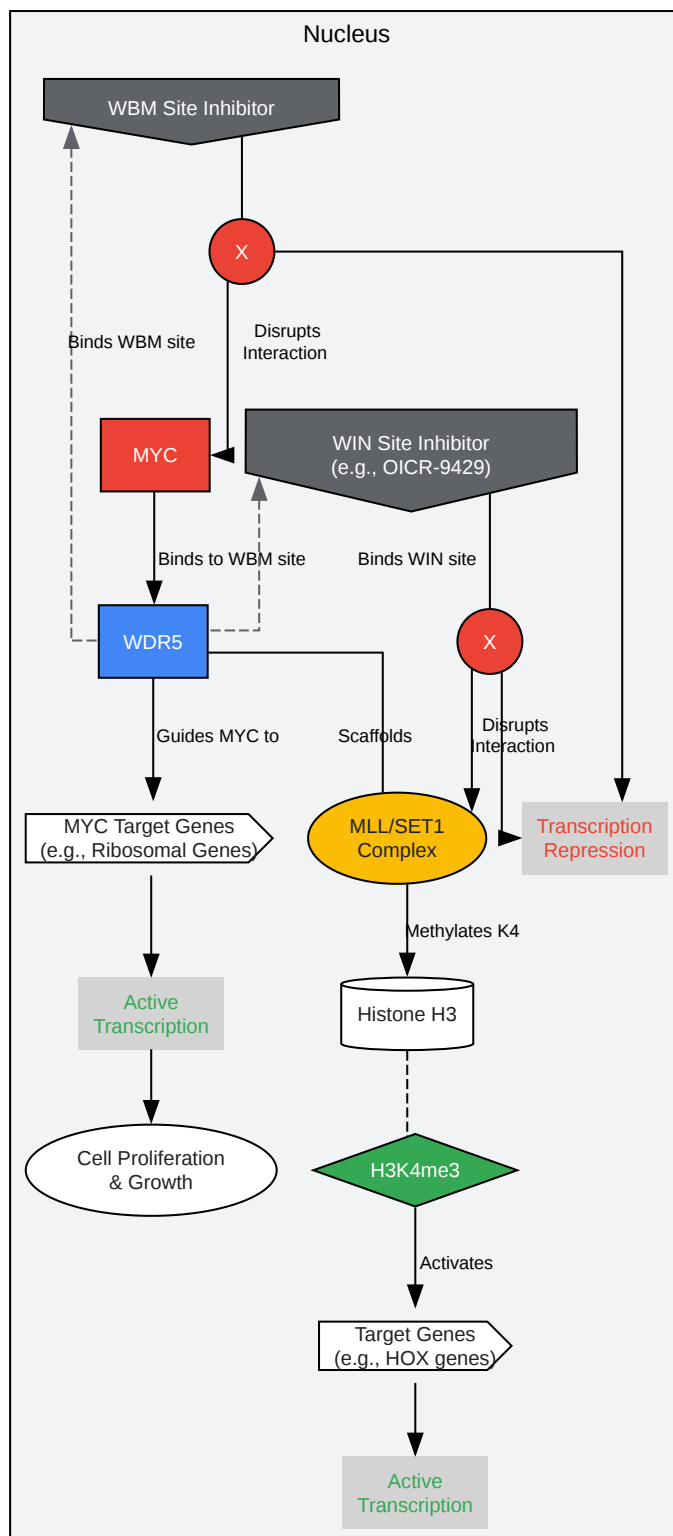 Nucleus
WBM Site Inhibitor
X
Binds WBM site
Disrupts
Interaction
MYC
WIN Site Inhibitor
(e.g., OICR-9429)
Binds to WBM site
Binds WIN site
WDR5
X
Guides MYC to
Scaffolds
Disrupts
Interaction
MYC Target Genes
(e.g., Ribosomal Genes)
MLL/SET1
Complex
Transcription
Repression
Methylates K4
Active
Transcription
Histone H3
Cell Proliferation
& Growth
H3K4me3
Activates
Target Genes
(e.g., HOX genes)
Active
Transcription